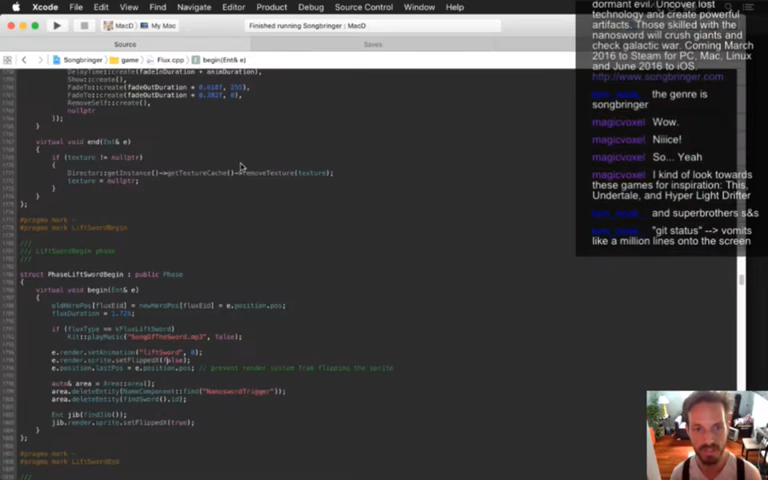 Xcode File Edit View Find Navigate Editor Product Debug Source Control Window Help
MacD My Mac
Finished running Songbringer : MacD
Source
Saves
Songbringer game Flux.cpp begin(Ent& e)
DelayTime::create(fadeInDuration + animDuration),
Show::create(),
FadeTo::create(fadeOutDuration * 0.618f, 255),
FadeTo::create(fadeOutDuration * 0.382f, 0),
RemoveSelf::create(),
nullptr
));
}
virtual void end(Ent& e)
{
if (texture != nullptr)
{
Director::getInstance()->getTextureCache()->removeTexture(texture);
texture = nullptr;
}
}
};
#pragma mark -
#pragma mark LiftSwordBegin
///
/// LiftSwordBegin phase
///
struct PhaseLiftSwordBegin : public Phase
{
virtual void begin(Ent& e)
{
oldHeroPos[fluxEid] = newHeroPos[fluxEid] = e.position.pos;
fluxDuration = 1.72f;
if (fluxType == kFluxLiftSword)
Kit::playMusic("SongOfTheSword.mp3", false);
e.render.setAnimation("liftSword", 0);
e.render.sprite.setFlippedX(false);
e.position.lastPos = e.position.pos; // prevent render system from flipping the sprite
auto& area = Area::area();
area.deleteEntity(NameComponent::find("NanoswordTrigger"));
area.deleteEntity(findSword().id);
Ent jib(findJib());
jib.render.sprite.setFlippedX(true);
}
};
#pragma mark -
#pragma mark LiftSwordEnd
///
dormant evil. Uncover lost
technology and create powerful
artifacts. Those skilled with the
nanosword will crush giants and
check galactic war. Coming March
2016 to Steam for PC, Mac, Linux
and June 2016 to iOS.
http://www.songbringer.com
the genre is
songbringer
magicvoxel Wow.
magicvoxel Niiice!
magicvoxel So... Yeah
magicvoxel I kind of look towards
these games for inspiration: This,
Undertale, and Hyper Light Drifter
and superbrothers s&s
"git status" --> vomits
like a million lines onto the screen